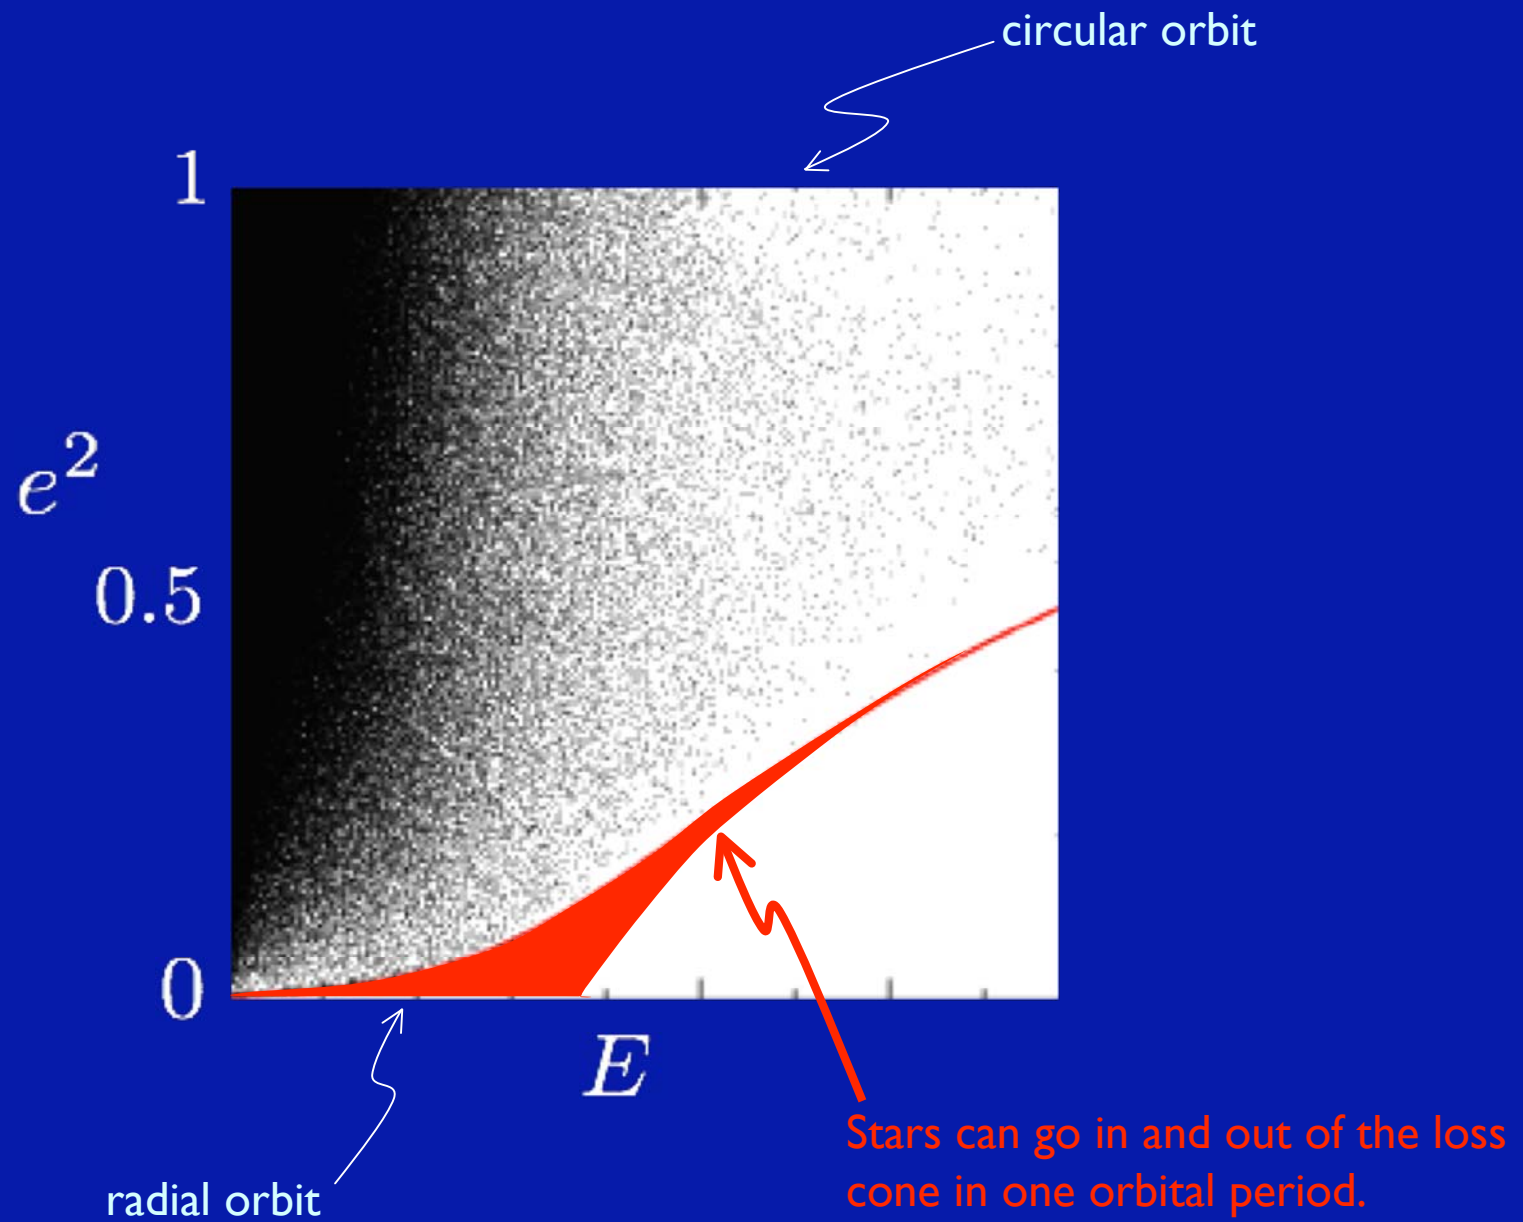 circular orbit
1
e²
0.5
0
E
Stars can go in and out of the loss
cone in one orbital period.
radial orbit